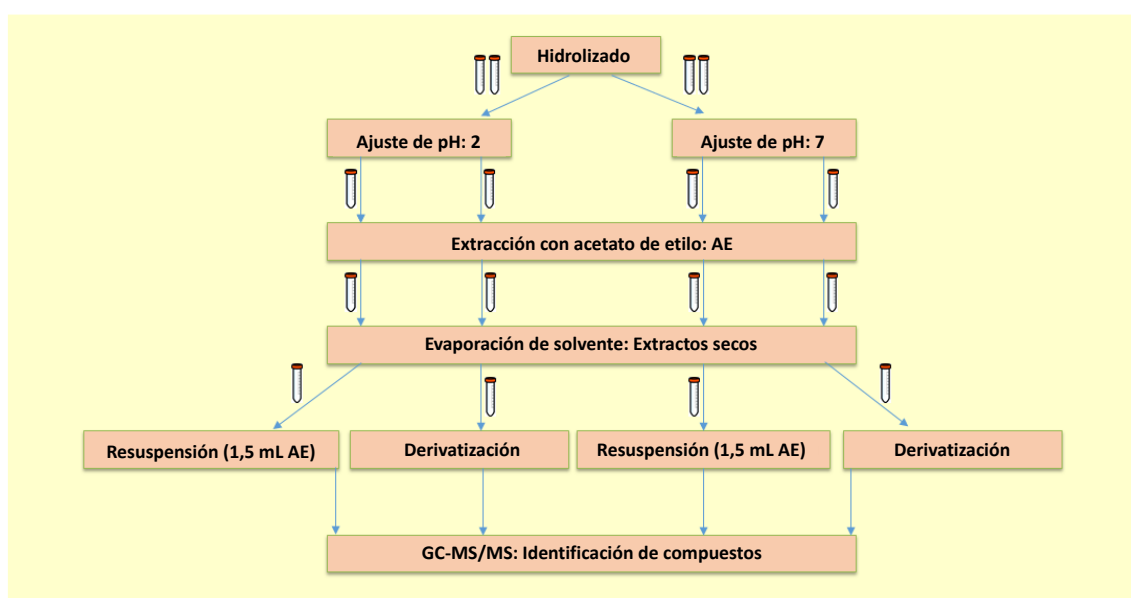 Hidrolizado
Ajuste de pH: 2
Ajuste de pH: 7
Extracción con acetato de etilo: AE
Evaporación de solvente: Extractos secos
Resuspensión (1,5 mL AE)
Derivatización
Resuspensión (1,5 mL AE)
Derivatización
GC-MS/MS: Identificación de compuestos